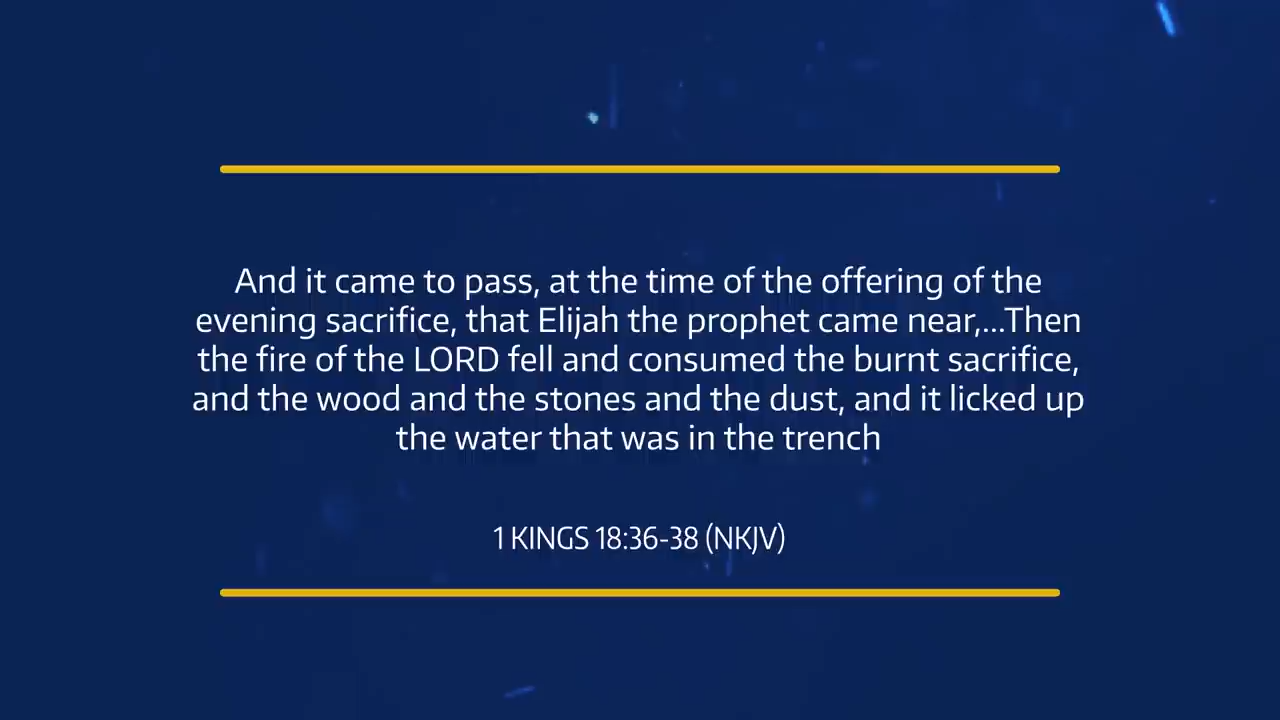 And it came to pass, at the time of the offering of the
evening sacrifice, that Elijah the prophet came near,...Then
the fire of the LORD fell and consumed the burnt sacrifice,
and the wood and the stones and the dust, and it licked up
the water that was in the trench
1 KINGS 18:36-38 (NKJV)